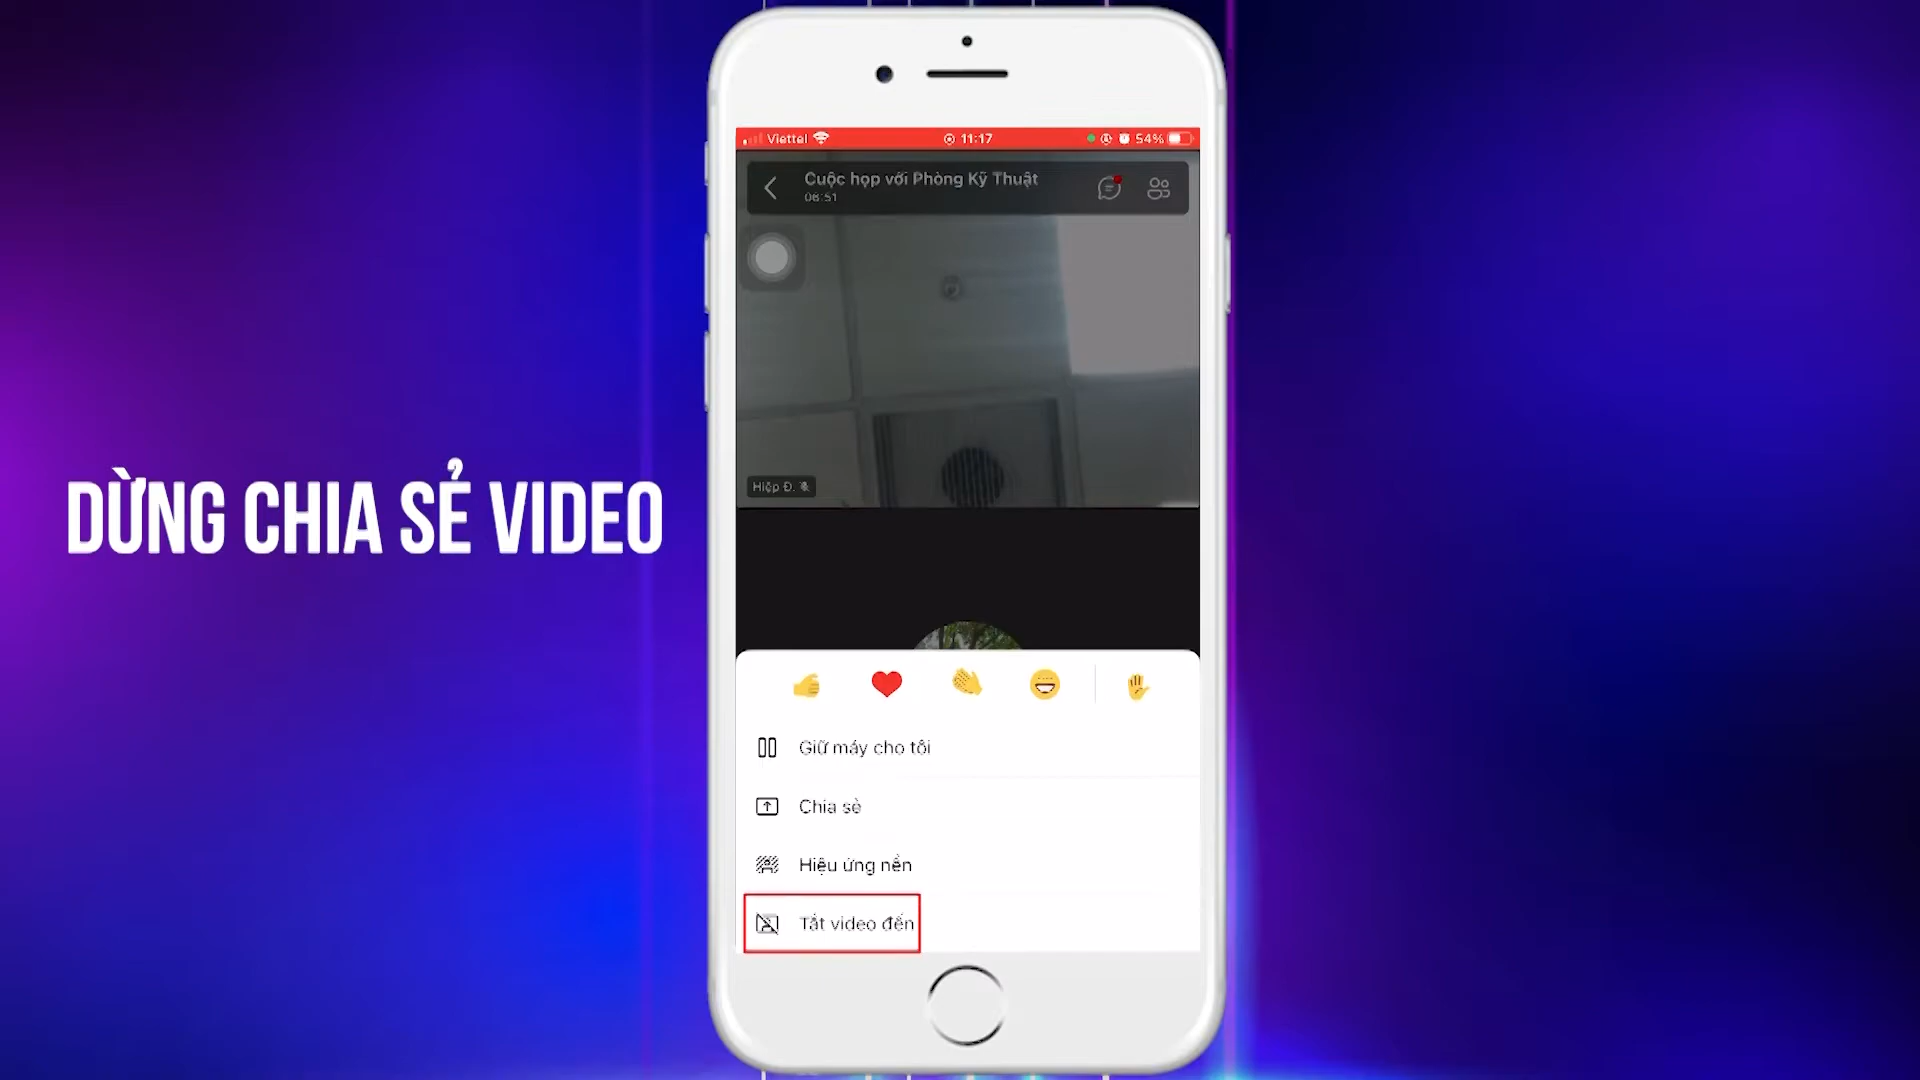 Viettel 11:17 54%
Cuộc họp với Phòng Kỹ Thuật
06:51
Hiệp Đ.
DỪNG CHIA SẺ VIDEO
Giữ máy cho tôi
Chia sẻ
Hiệu ứng nền
Tắt video đến